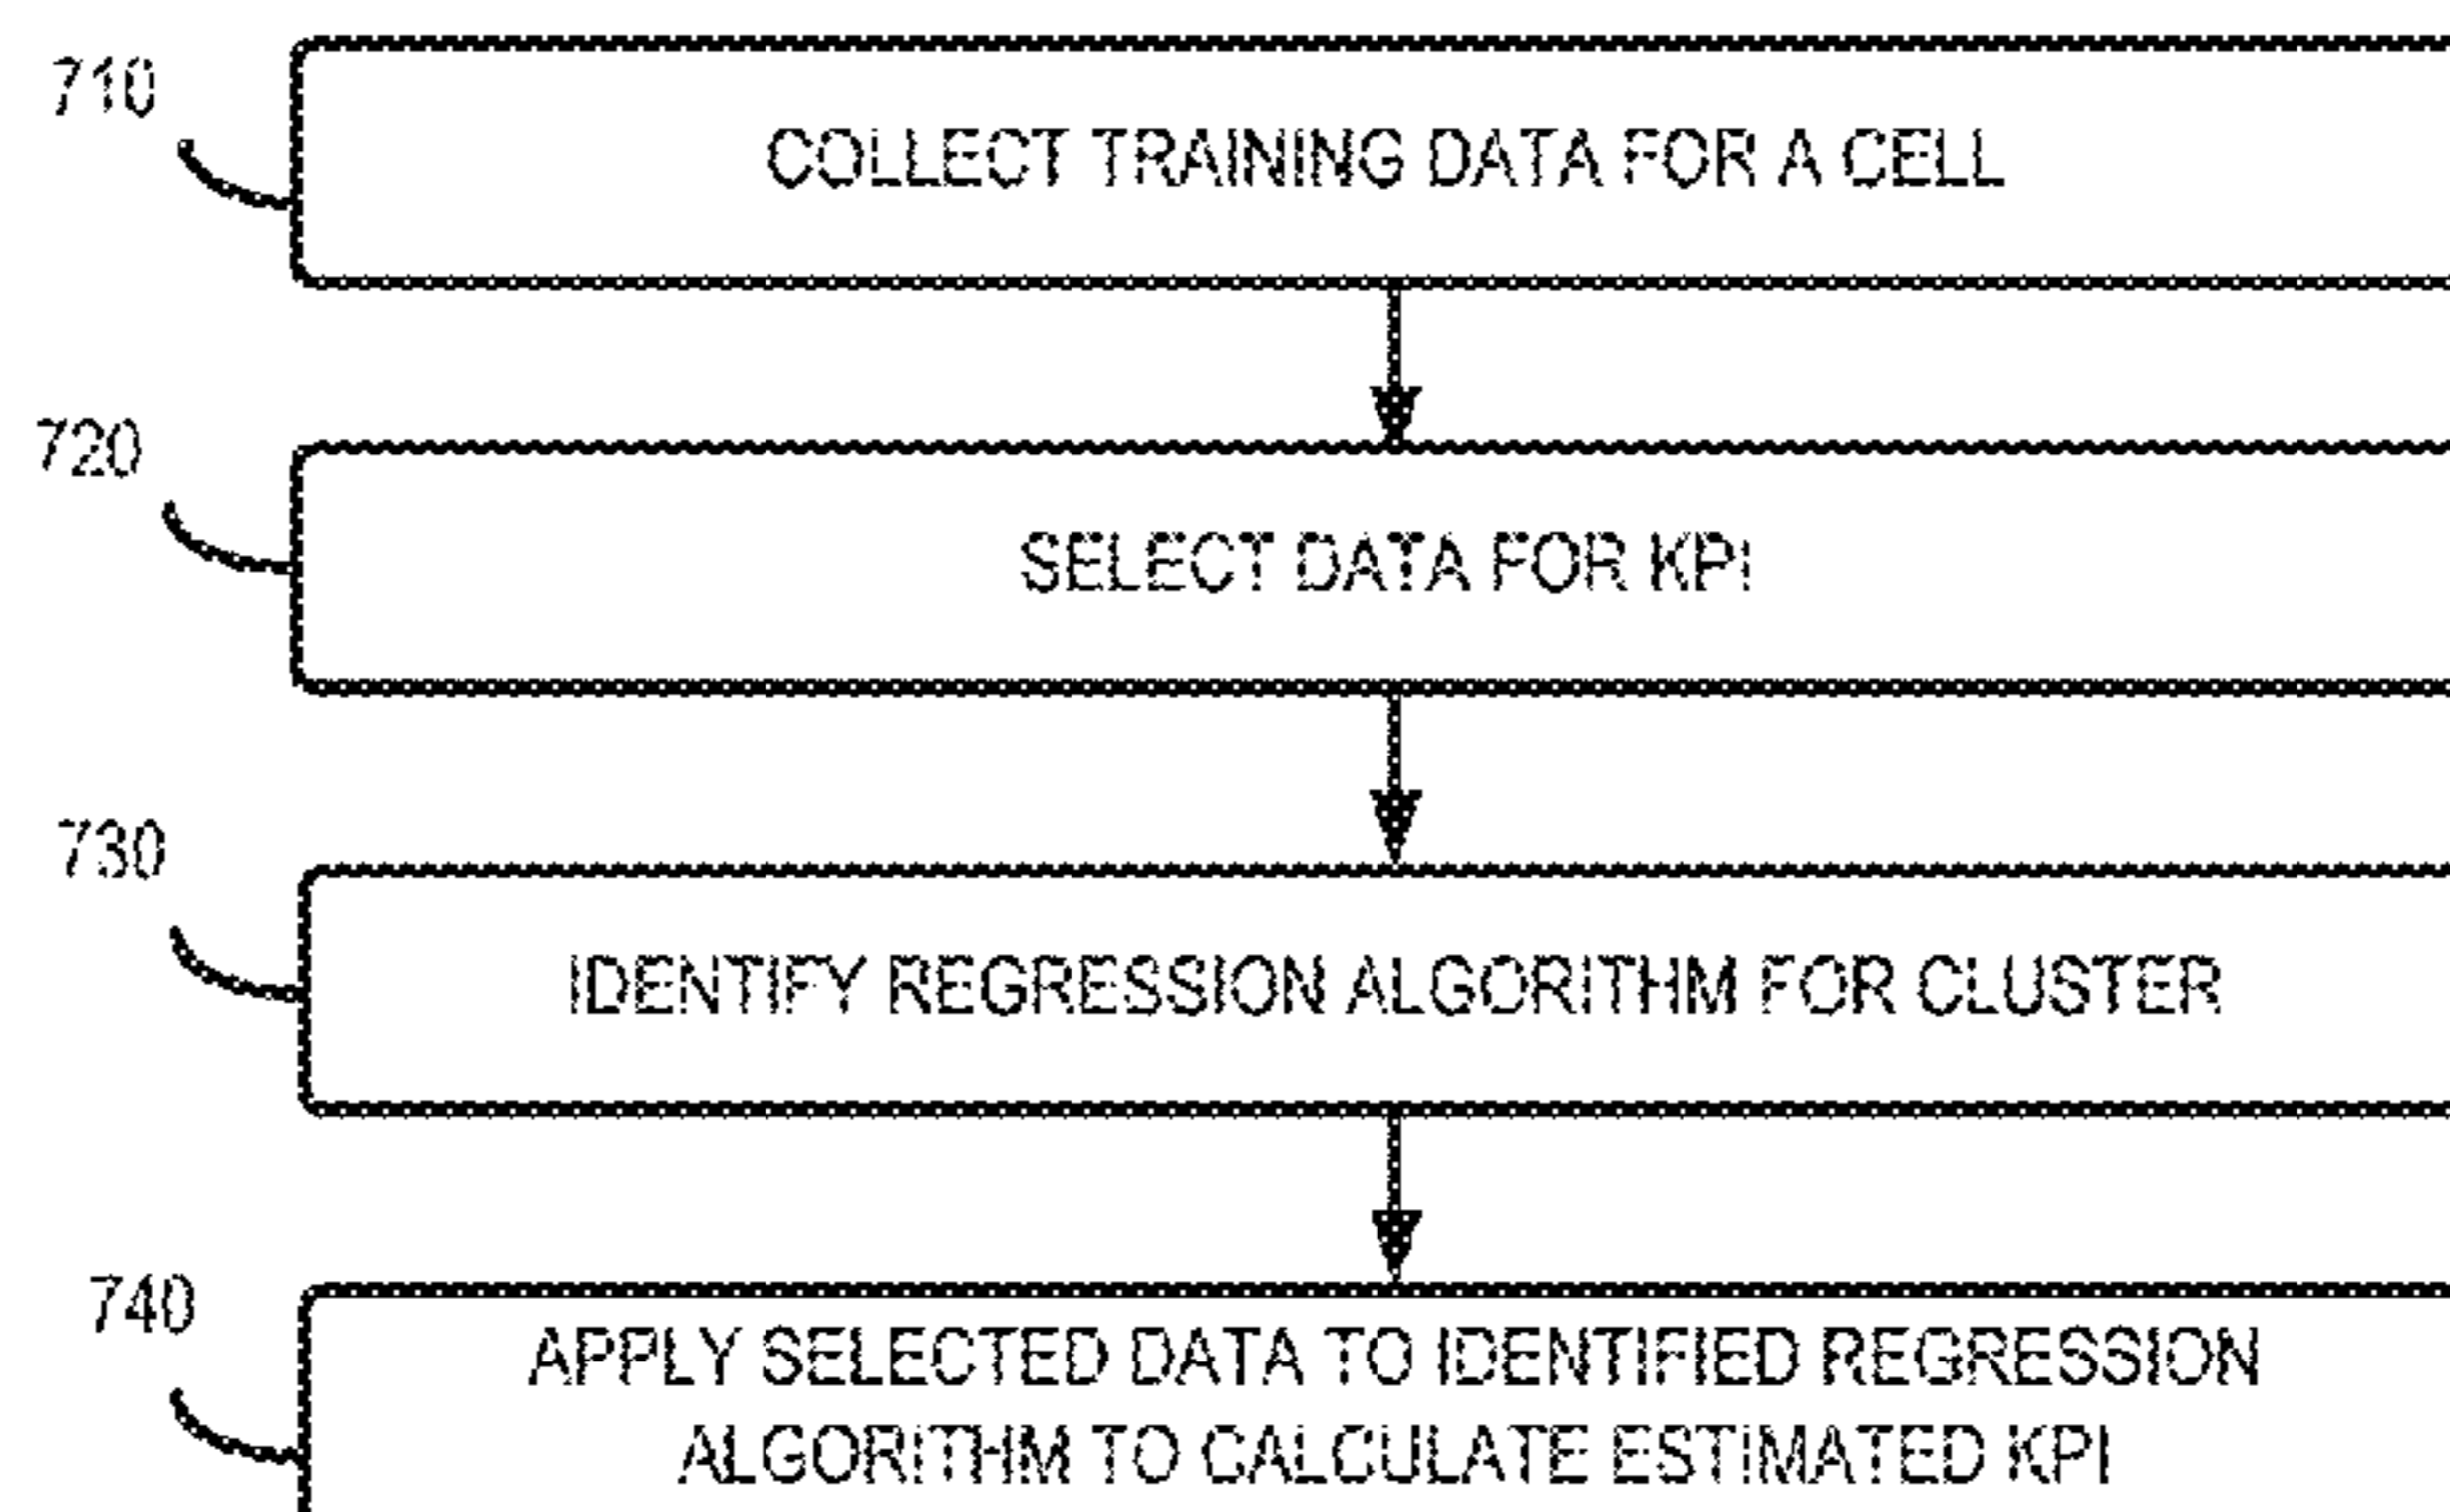 710
COLLECT TRAINING DATA FOR A CELL
720
SELECT DATA FOR KPI
730
IDENTIFY REGRESSION ALGORITHM FOR CLUSTER
740
APPLY SELECTED DATA TO IDENTIFIED REGRESSION
ALGORITHM TO CALCULATE ESTIMATED KPI